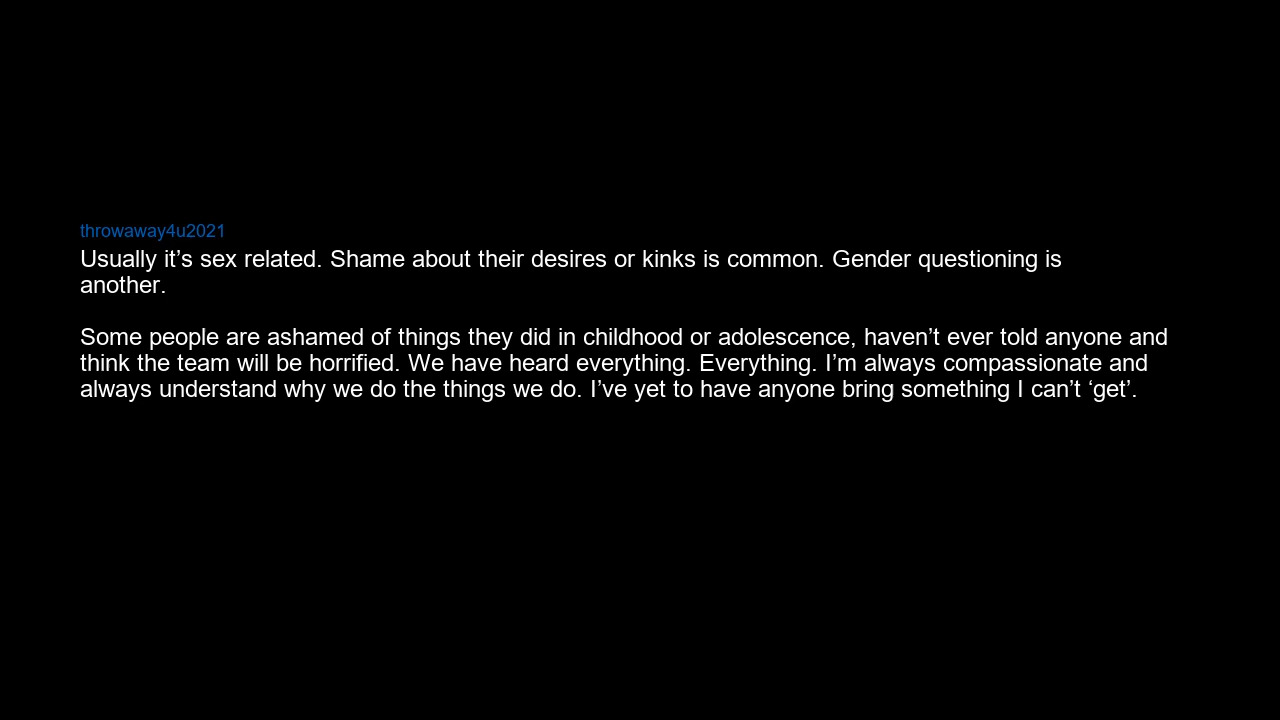 throwaway4u2021
Usually it’s sex related. Shame about their desires or kinks is common. Gender questioning is
another.
Some people are ashamed of things they did in childhood or adolescence, haven’t ever told anyone and
think the team will be horrified. We have heard everything. Everything. I’m always compassionate and
always understand why we do the things we do. I’ve yet to have anyone bring something I can’t ‘get’.